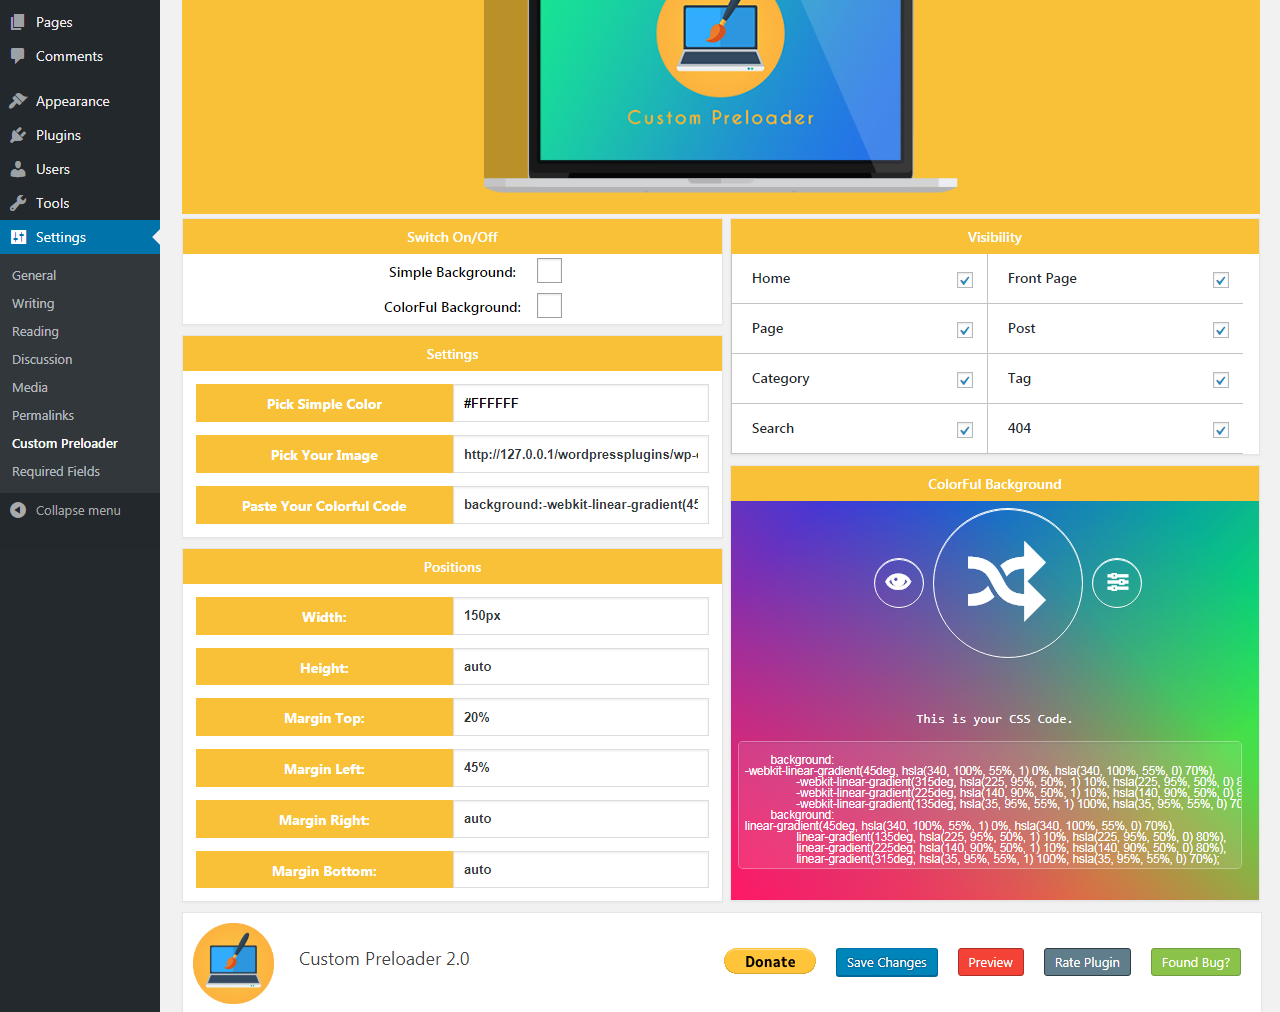 Pages
Comments
Appearance
Plugins
Users
Tools
Settings
General
Writing
Reading
Discussion
Media
Permalinks
Custom Preloader
Required Fields
Collapse menu
Custom Preloader
Switch On/Off
Simple Background:
ColorFul Background:
Settings
Pick Simple Color #FFFFFF
Pick Your Image http://127.0.0.1/wordpressplugins/wp-
Paste Your Colorful Code background:-webkit-linear-gradient(45
Positions
Width: 150px
Height: auto
Margin Top: 20%
Margin Left: 45%
Margin Right: auto
Margin Bottom: auto
Visibility
Home Front Page
Page Post
Category Tag
Search 404
ColorFul Background
This is your CSS Code.
background:
-webkit-linear-gradient(45deg, hsla(340, 100%, 55%, 1) 0%, hsla(340, 100%, 55%, 0) 70%),
-webkit-linear-gradient(315deg, hsla(225, 95%, 50%, 1) 10%, hsla(225, 95%, 50%, 0) 8
-webkit-linear-gradient(225deg, hsla(140, 90%, 50%, 1) 10%, hsla(140, 90%, 50%, 0) 8
-webkit-linear-gradient(135deg, hsla(35, 95%, 55%, 1) 100%, hsla(35, 95%, 55%, 0) 70
background:
linear-gradient(45deg, hsla(340, 100%, 55%, 1) 0%, hsla(340, 100%, 55%, 0) 70%),
linear-gradient(135deg, hsla(225, 95%, 50%, 1) 10%, hsla(225, 95%, 50%, 0) 80%),
linear-gradient(225deg, hsla(140, 90%, 50%, 1) 10%, hsla(140, 90%, 50%, 0) 80%),
linear-gradient(315deg, hsla(35, 95%, 55%, 1) 100%, hsla(35, 95%, 55%, 0) 70%);
Custom Preloader 2.0
Donate
Save Changes
Preview
Rate Plugin
Found Bug?